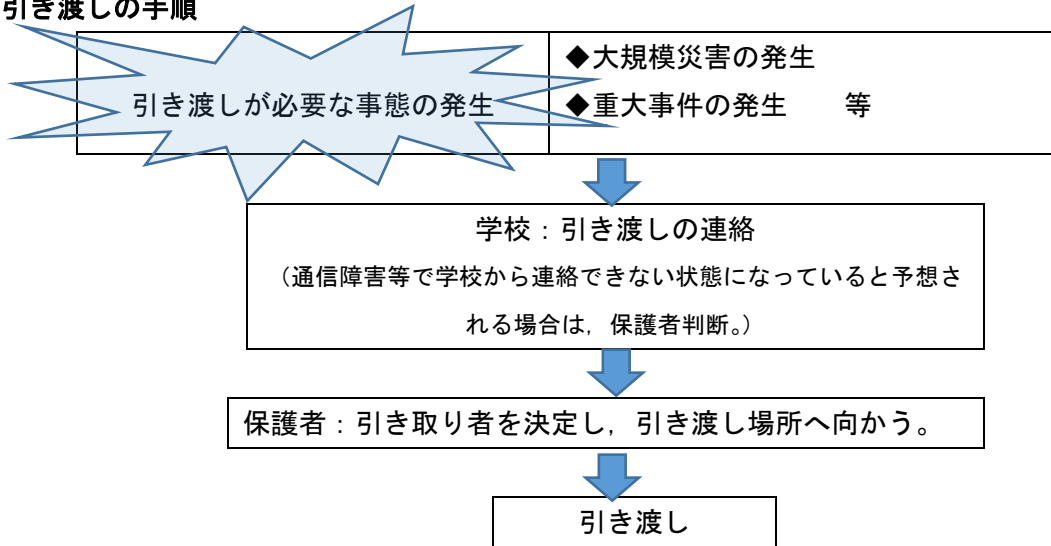 引き渡しの手順
引き渡しが必要な事態の発生
◆大規模災害の発生
◆重大事件の発生　　等
学校：引き渡しの連絡
（通信障害等で学校から連絡できない状態になっていると予想さ
れる場合は，保護者判断。）
保護者：引き取り者を決定し，引き渡し場所へ向かう。
引き渡し